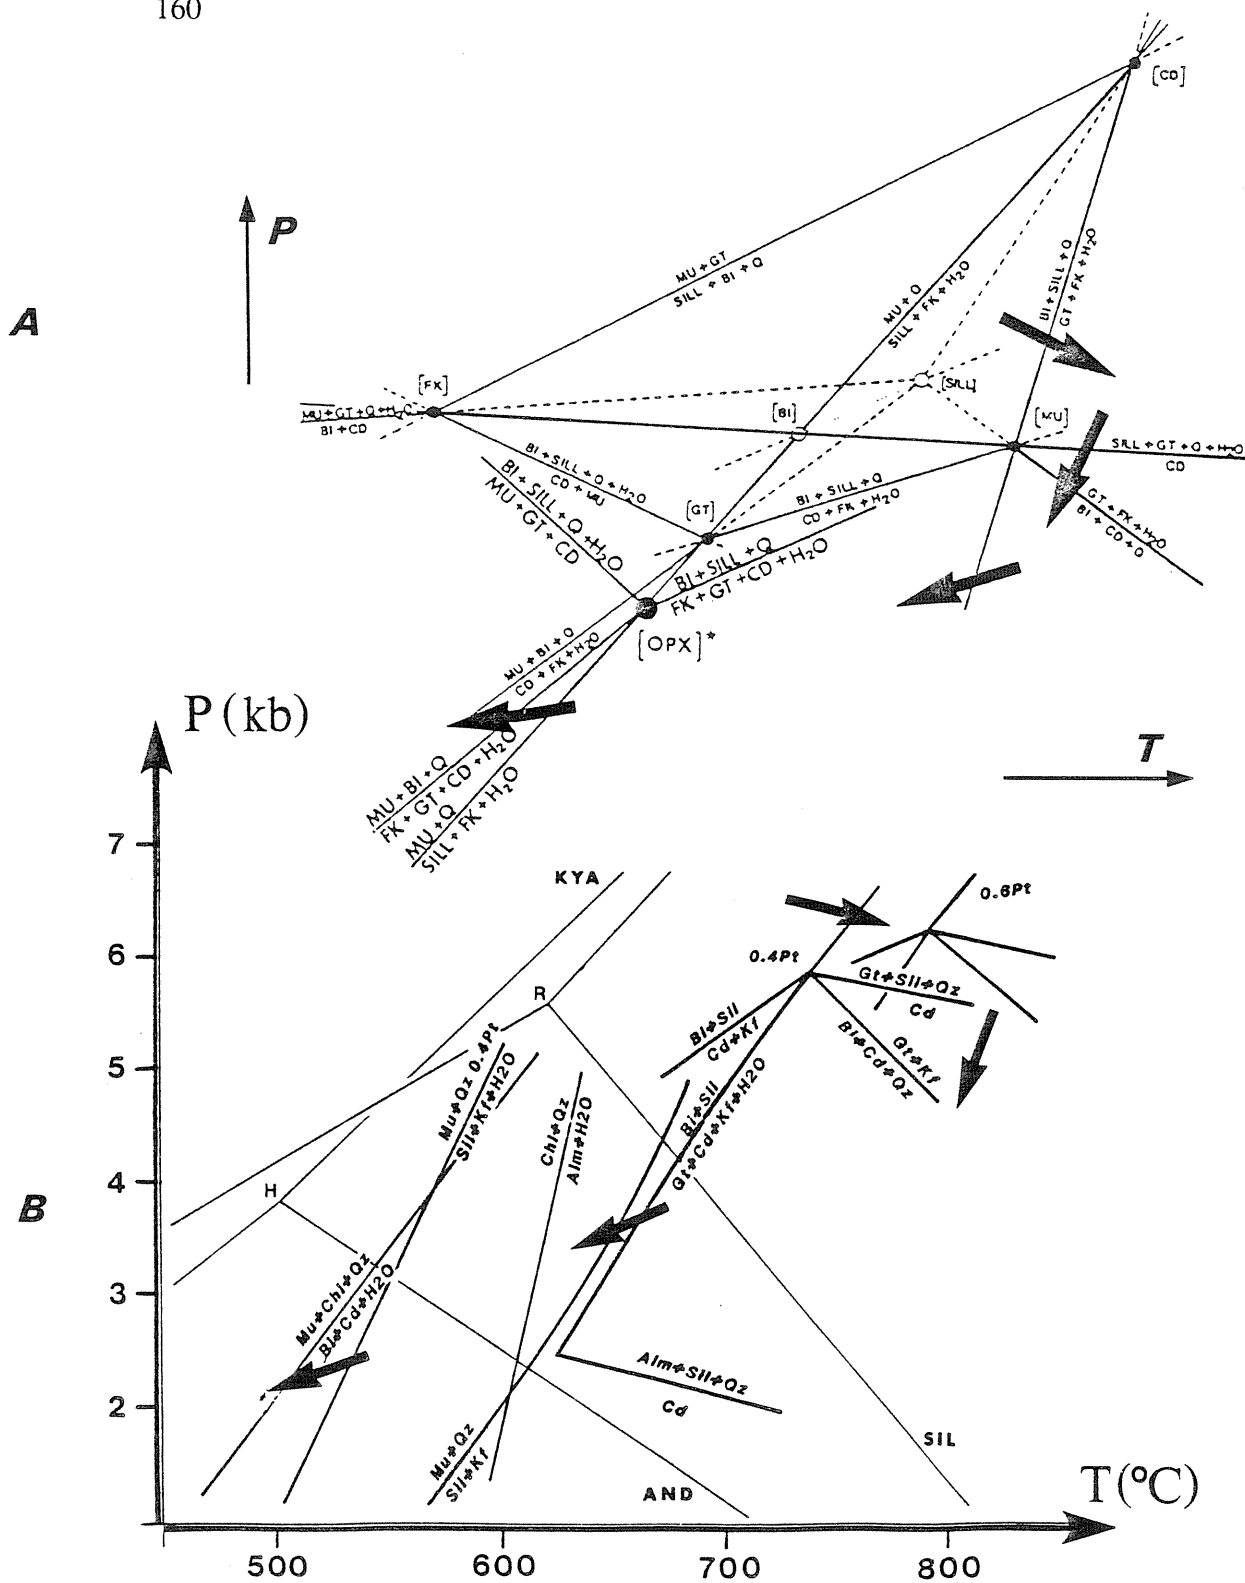 160
[CD]
P
MU+GT
SILL + BI + Q
MU+Q
SILL + FK + H2O
BI + SILL + Q
GT + FK + H2O
A
[FK]
[SILL]
[BI]
[MU]
MU+GT+Q+H2O
BI+CD
SILL+GT+Q+H2O
CD
BI+SILL+Q+H2O
CD+MU
BI+SILL+Q+H2O
MU+GT+CD
[GT]
BI+SILL+Q
CD+FK+H2O
GT+FK+H2O
BI+CD+Q
BI+SILL+Q
FK+GT+CD+H2O
[OPX]*
MU+BI+Q
CD+FK+H2O
P (kb)
T
MU+BI+Q
FK+GT+CD+H2O
MU+Q
SILL+FK+H2O
7
KYA
0.6Pt
6
0.4Pt
R
Gt+Sil+Qz
Cd
Bi+Sil
Cd+Kf
Gt+Kf
Bi+Cd+Qz
5
Mu+Qz 0.4Pt
Sil+Kf+H2O
Chl+Qz
Alm+H2O
Bi+Sil
Gt+Cd+Kf+H2O
4
H
B
3
Mu+Chl+Qz
Bi+Cd+H2O
Alm+Sil+Qz
Cd
2
Mu+Qz
Sil+Kf
SIL
AND
T(°C)
500
600
700
800